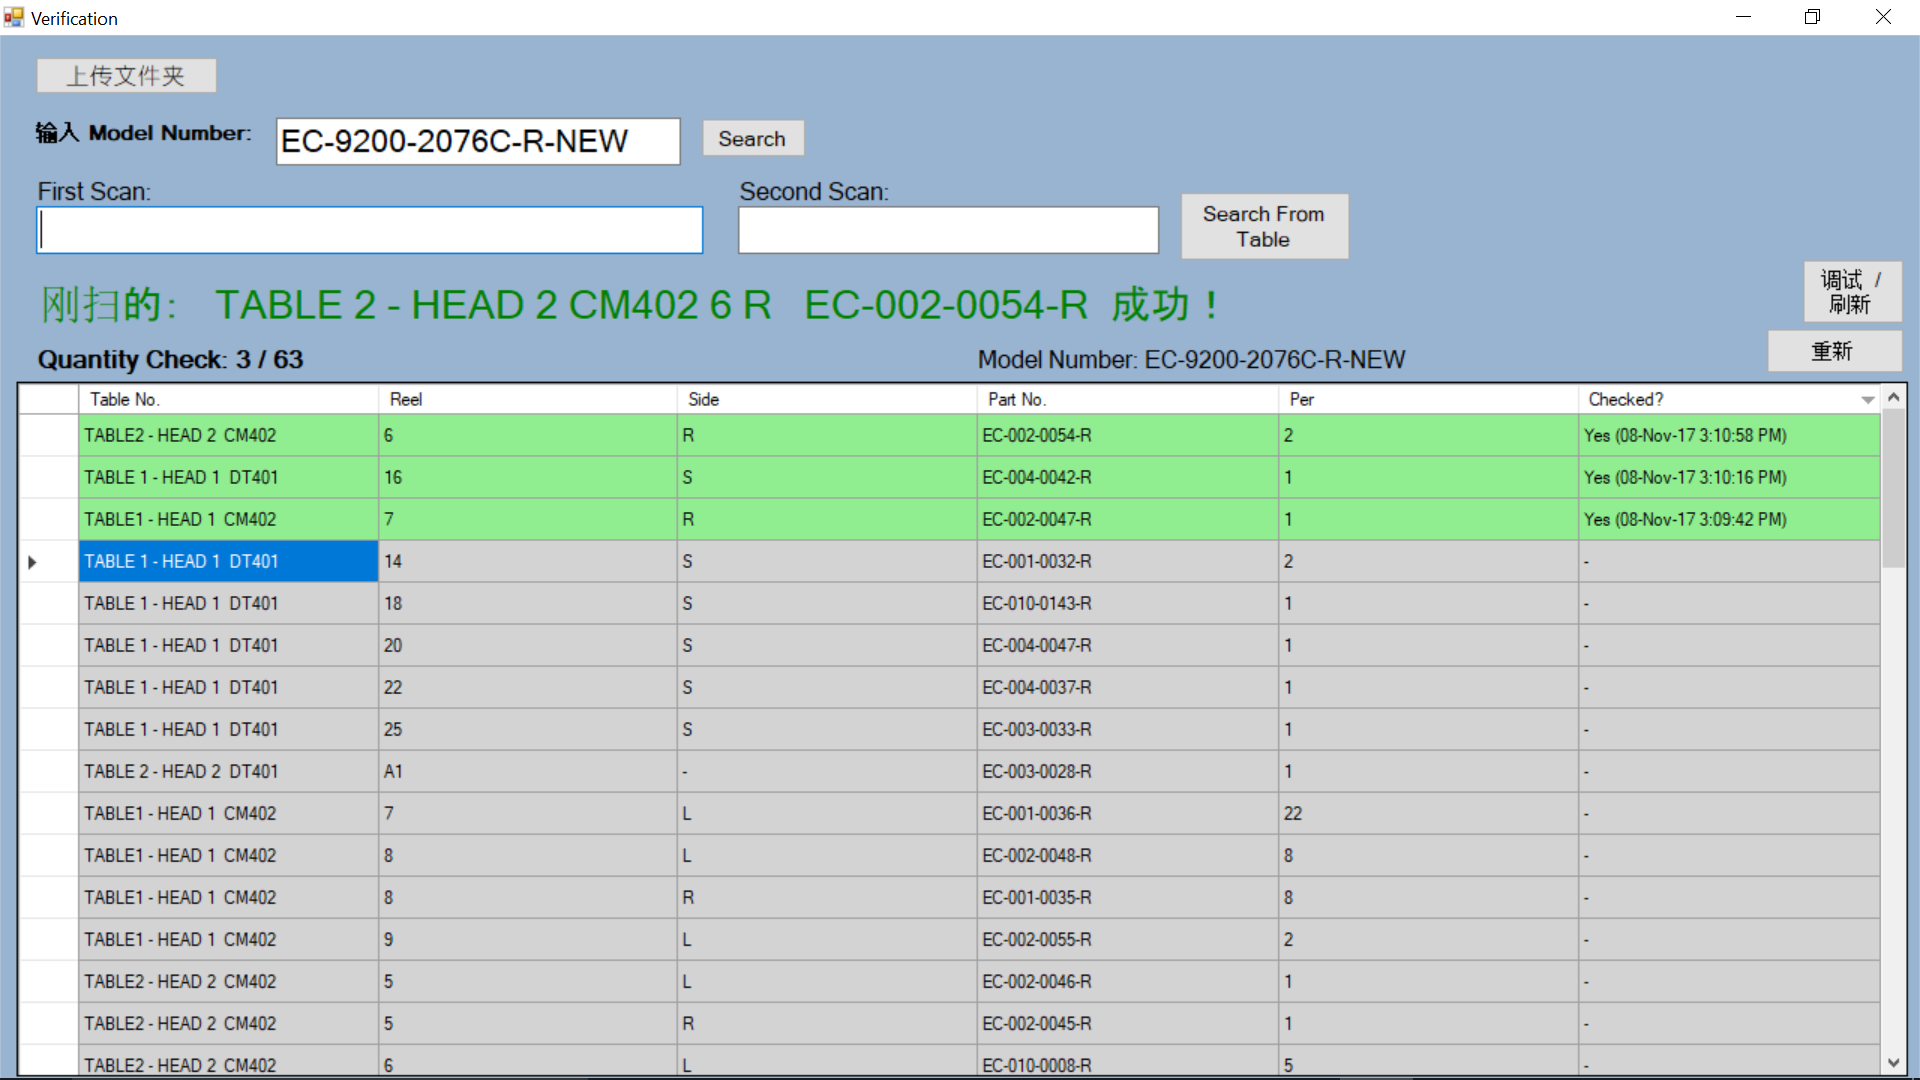 Verification
上传文件夹
输入 Model Number: EC-9200-2076C-R-NEW Search
First Scan: Second Scan:
Search From
Table
调试 /
刷新
刚扫的: TABLE 2 - HEAD 2 CM402 6 R EC-002-0054-R 成功！
Quantity Check: 3 / 63 Model Number: EC-9200-2076C-R-NEW 重新
Table No. Reel Side Part No. Per Checked?
TABLE2 - HEAD 2 CM402 6 R EC-002-0054-R 2 Yes (08-Nov-17 3:10:58 PM)
TABLE 1 - HEAD 1 DT401 16 S EC-004-0042-R 1 Yes (08-Nov-17 3:10:16 PM)
TABLE1 - HEAD 1 CM402 7 R EC-002-0047-R 1 Yes (08-Nov-17 3:09:42 PM)
TABLE 1 - HEAD 1 DT401 14 S EC-001-0032-R 2 -
TABLE 1 - HEAD 1 DT401 18 S EC-010-0143-R 1 -
TABLE 1 - HEAD 1 DT401 20 S EC-004-0047-R 1 -
TABLE 1 - HEAD 1 DT401 22 S EC-004-0037-R 1 -
TABLE 1 - HEAD 1 DT401 25 S EC-003-0033-R 1 -
TABLE 2 - HEAD 2 DT401 A1 - EC-003-0028-R 1 -
TABLE1 - HEAD 1 CM402 7 L EC-001-0036-R 22 -
TABLE1 - HEAD 1 CM402 8 L EC-002-0048-R 8 -
TABLE1 - HEAD 1 CM402 8 R EC-001-0035-R 8 -
TABLE1 - HEAD 1 CM402 9 L EC-002-0055-R 2 -
TABLE2 - HEAD 2 CM402 5 L EC-002-0046-R 1 -
TABLE2 - HEAD 2 CM402 5 R EC-002-0045-R 1 -
TABLE2 - HEAD 2 CM402 6 L EC-010-0008-R 5 -